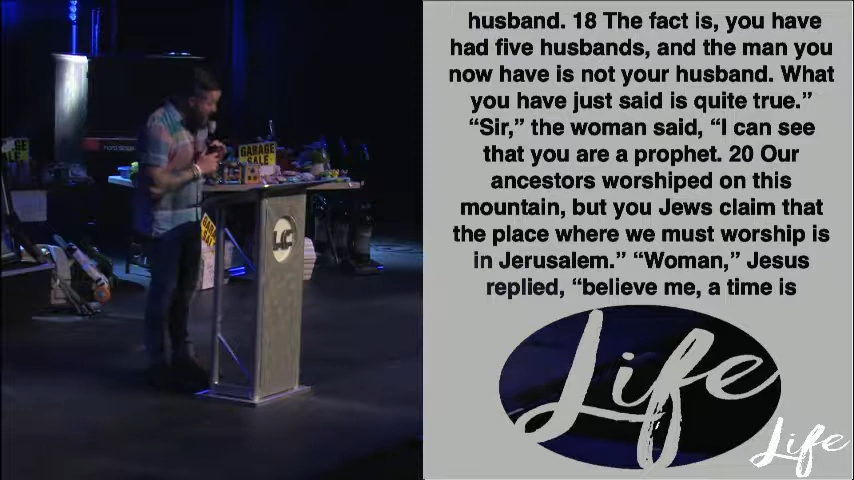 husband. 18 The fact is, you have
had five husbands, and the man you
now have is not your husband. What
you have just said is quite true.”
“Sir,” the woman said, “I can see
that you are a prophet. 20 Our
ancestors worshiped on this
mountain, but you Jews claim that
the place where we must worship is
in Jerusalem.” “Woman,” Jesus
replied, “believe me, a time is
Life
Life
GARAGE
SALE
LC